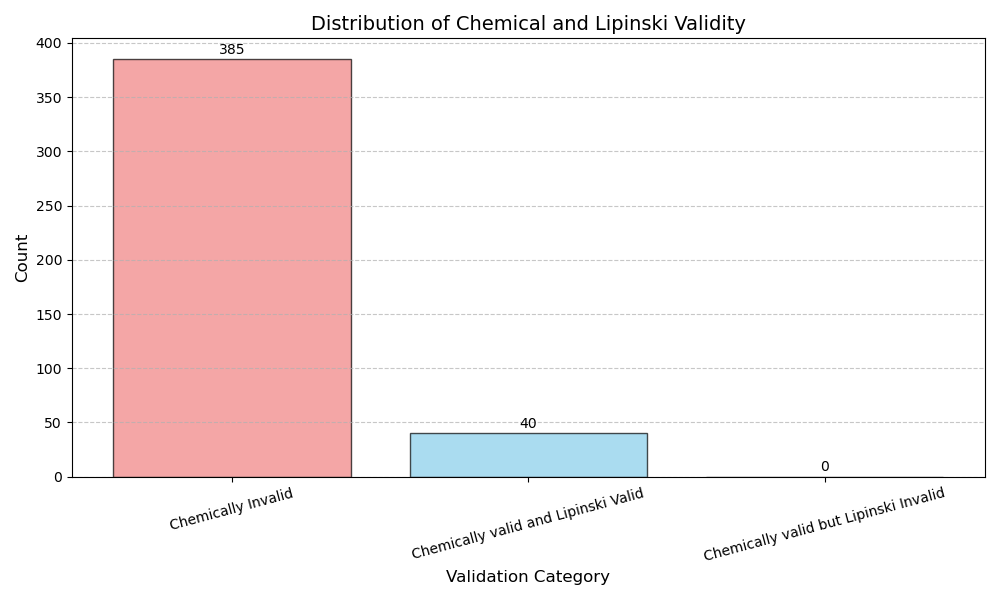 Distribution of Chemical and Lipinski Validity
Count
400
350
300
250
200
150
100
50
0
385
40
0
Chemically Invalid
Chemically valid and Lipinski Valid
Chemically valid but Lipinski Invalid
Validation Category